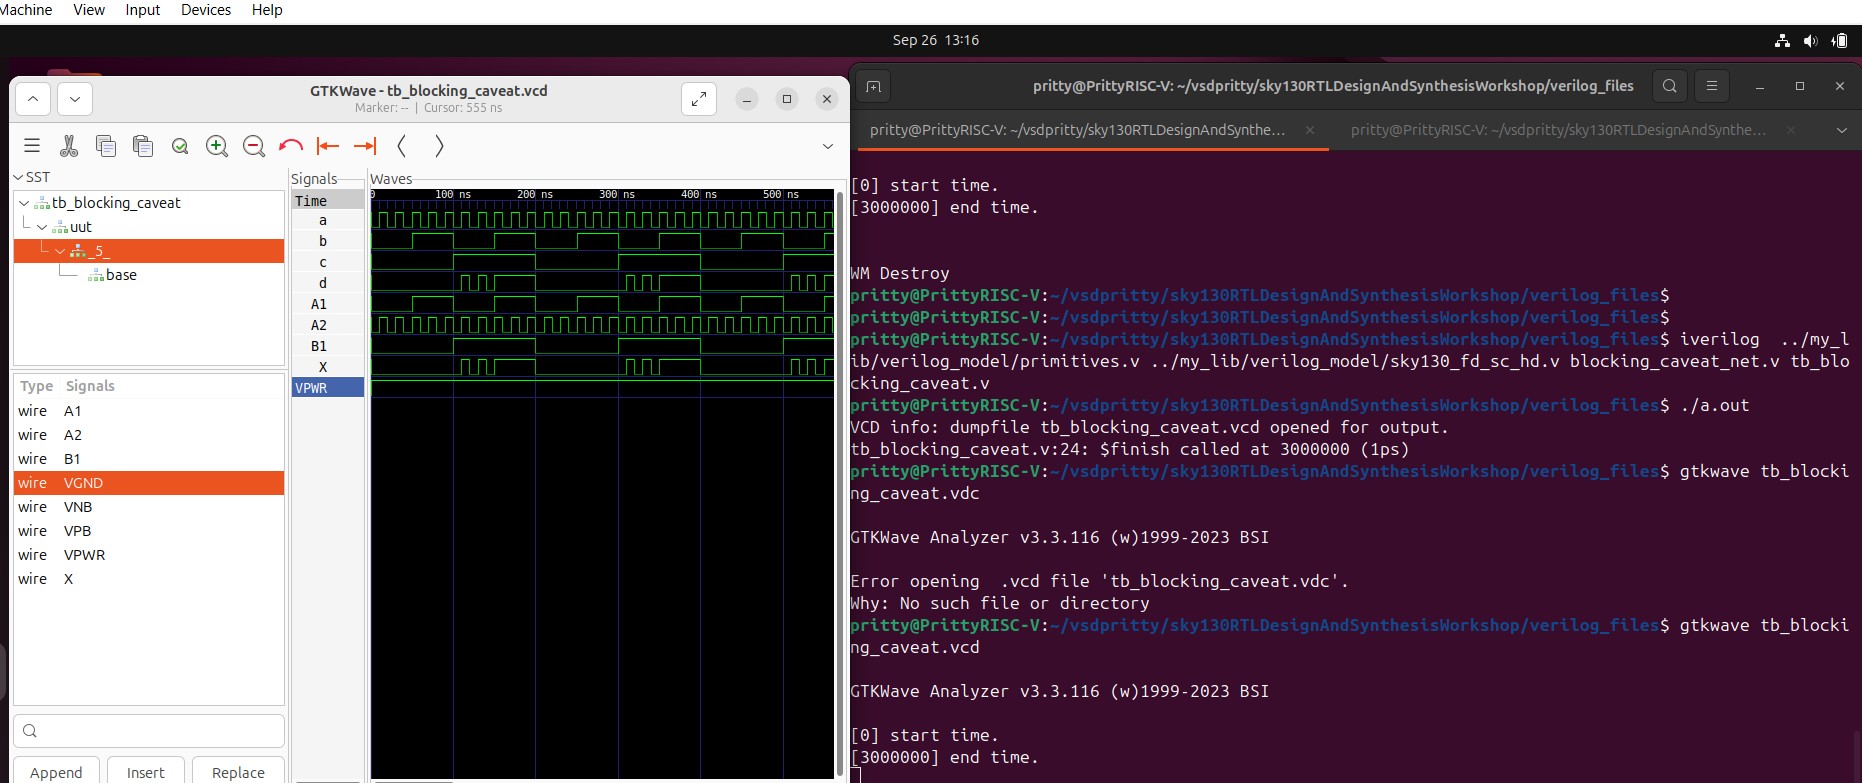 Machine View Input Devices Help
Sep 26 13:16
GTKWave - tb_blocking_caveat.vcd
Marker: -- | Cursor: 555 ns
SST
tb_blocking_caveat
uut
_5_
base
Type Signals
wire A1
wire A2
wire B1
wire VGND
wire VNB
wire VPB
wire VPWR
wire X
Append Insert Replace
Signals
Time
a
b
c
d
A1
A2
B1
X
VPWR
Waves
0 100 ns 200 ns 300 ns 400 ns 500 ns
pritty@PrittyRISC-V: ~/vsdpritty/sky130RTLDesignAndSynthesisWorkshop/verilog_files
pritty@PrittyRISC-V: ~/vsdpritty/sky130RTLDesignAndSynthe... pritty@PrittyRISC-V: ~/vsdpritty/sky130RTLDesignAndSynthe...
[0] start time.
[3000000] end time.
WM Destroy
pritty@PrittyRISC-V:~/vsdpritty/sky130RTLDesignAndSynthesisWorkshop/verilog_files$
pritty@PrittyRISC-V:~/vsdpritty/sky130RTLDesignAndSynthesisWorkshop/verilog_files$
pritty@PrittyRISC-V:~/vsdpritty/sky130RTLDesignAndSynthesisWorkshop/verilog_files$ iverilog ../my_l
ib/verilog_model/primitives.v ../my_lib/verilog_model/sky130_fd_sc_hd.v blocking_caveat_net.v tb_blo
cking_caveat.v
pritty@PrittyRISC-V:~/vsdpritty/sky130RTLDesignAndSynthesisWorkshop/verilog_files$ ./a.out
VCD info: dumpfile tb_blocking_caveat.vcd opened for output.
tb_blocking_caveat.v:24: $finish called at 3000000 (1ps)
pritty@PrittyRISC-V:~/vsdpritty/sky130RTLDesignAndSynthesisWorkshop/verilog_files$ gtkwave tb_blocki
ng_caveat.vdc
GTKWave Analyzer v3.3.116 (w)1999-2023 BSI
Error opening .vcd file 'tb_blocking_caveat.vdc'.
Why: No such file or directory
pritty@PrittyRISC-V:~/vsdpritty/sky130RTLDesignAndSynthesisWorkshop/verilog_files$ gtkwave tb_blocki
ng_caveat.vcd
GTKWave Analyzer v3.3.116 (w)1999-2023 BSI
[0] start time.
[3000000] end time.